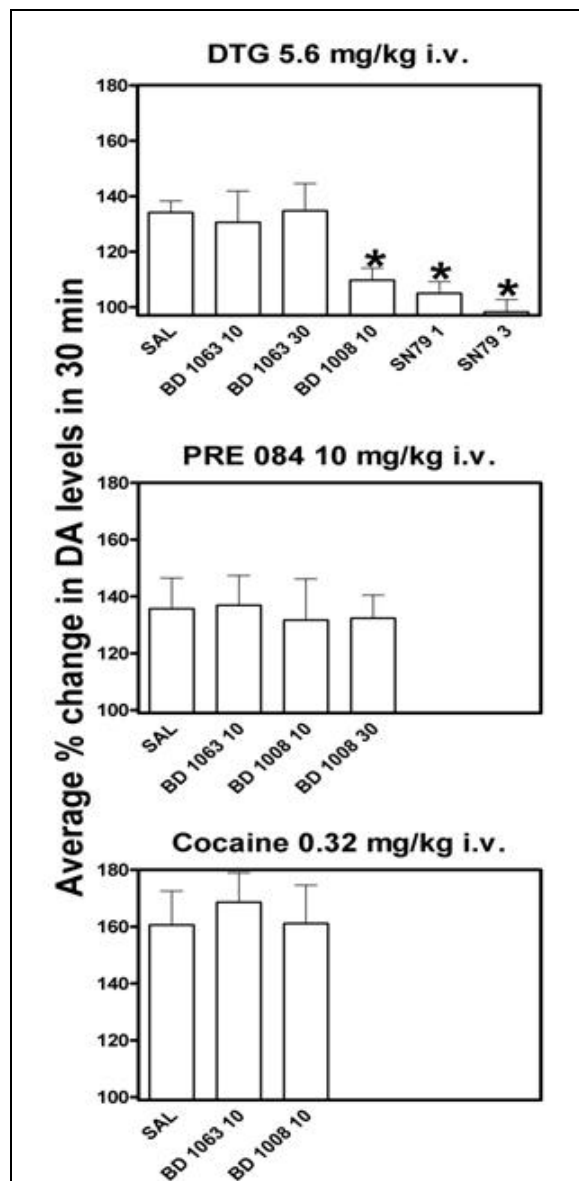 Average % change in DA levels in 30 min
DTG 5.6 mg/kg i.v.
180
160
140
120
100
* * *
SAL
BD 1063 10
BD 1063 30
BD 1008 10
SN79 1
SN79 3
PRE 084 10 mg/kg i.v.
180
160
140
120
100
SAL
BD 1063 10
BD 1008 10
BD 1008 30
Cocaine 0.32 mg/kg i.v.
180
160
140
120
100
SAL
BD 1063 10
BD 1008 10